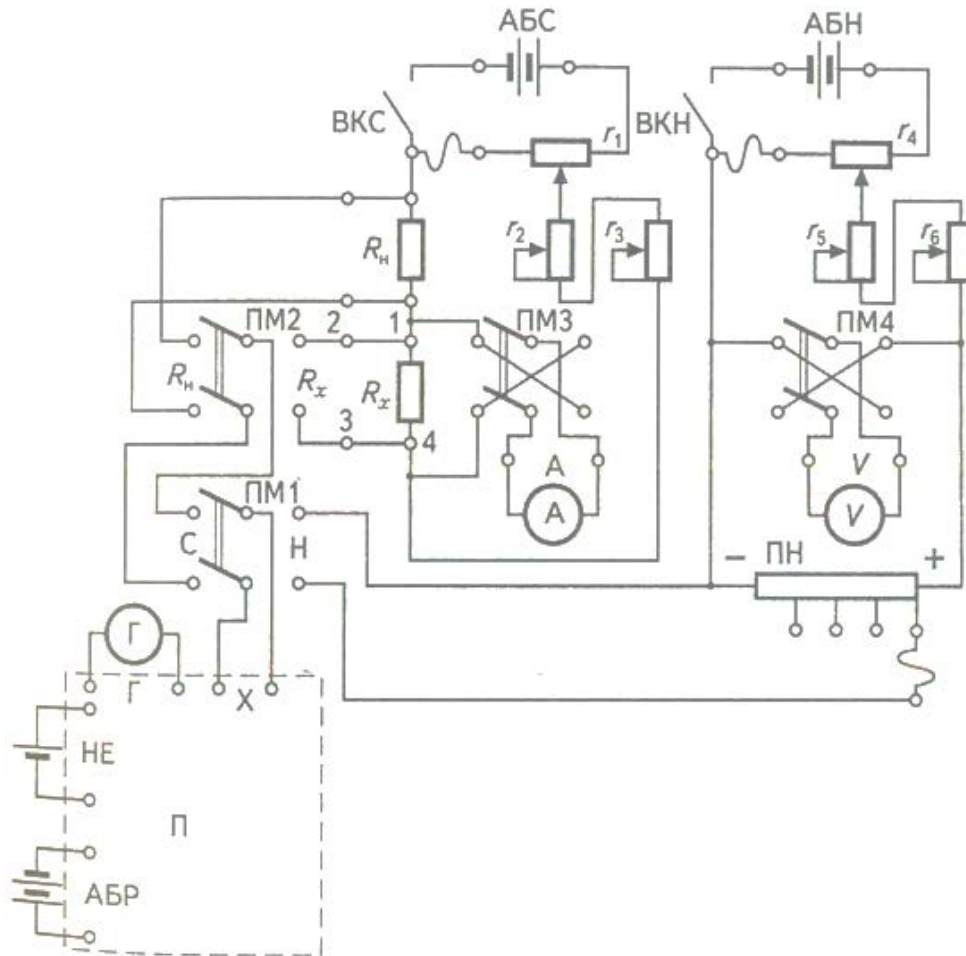 АБС АБН
ВКС r₁ ВКН r₄
Rн r₂ r₃ r₅ r₆
ПМ2 2 1 ПМ3 ПМ4
Rн Rx Rx
3 4
A V
ПМ1 A V
С Н − ПН +
Г
Г Х
НЕ
П
АБР